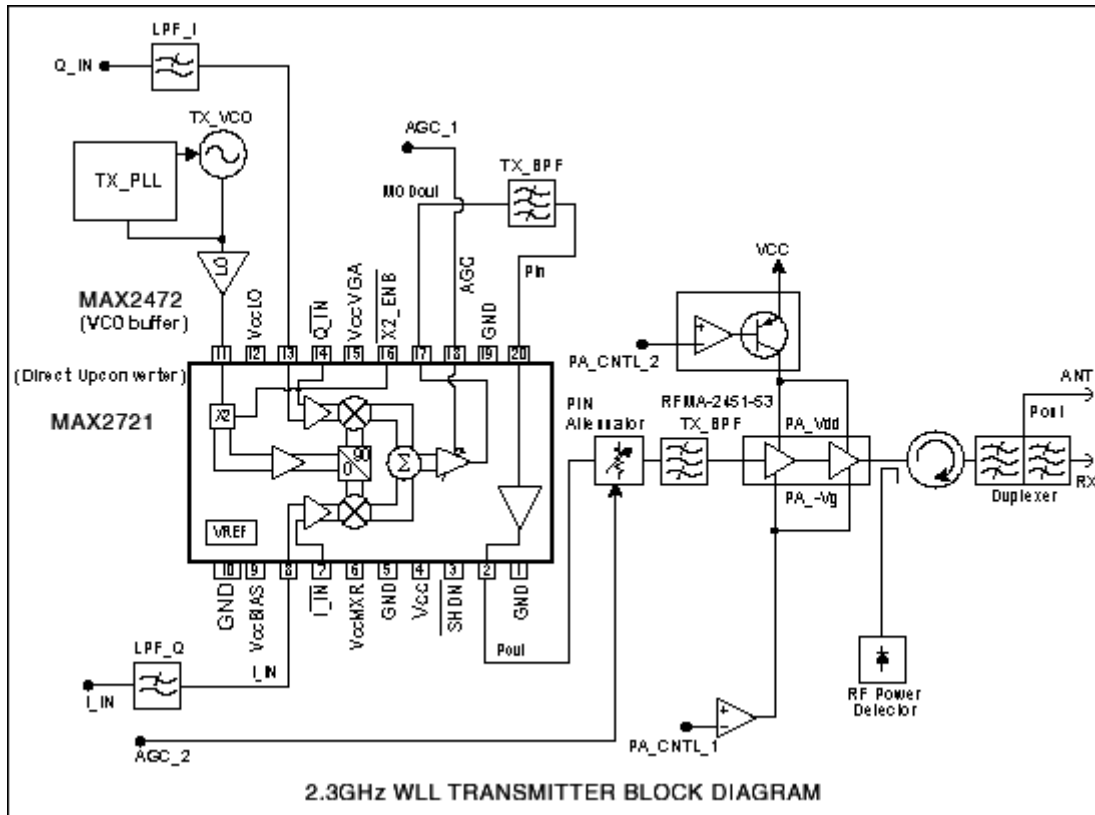 LPF_I
Q_IN
TX_VCO
TX_PLL
AGC_1
TX_BPF
MODout
LO
MAX2472
(VCO buffer)
VccLO
Q_IN
VccVGA
X2_ENB
AGC
GND
Pin
VCC
PA_CNTL_2
11
12
13
14
15
16
17
18
19
20
(Direct Upconverter)
MAX2721
X2
0
90
Σ
VREF
PIN
Attenuator
RFMA-2451-53
TX_BPF
PA_Vdd
PA_-Vg
ANT
Pout
RX
Duplexer
10
9
8
7
6
5
4
3
2
1
GND
VccBIAS
I_IN
VccMXR
GND
Vcc
SHDN
GND
LPF_Q
I_IN
I_IN
Pout
AGC_2
PA_CNTL_1
+
−
+
RF Power
Detector
2.3GHz WLL TRANSMITTER BLOCK DIAGRAM